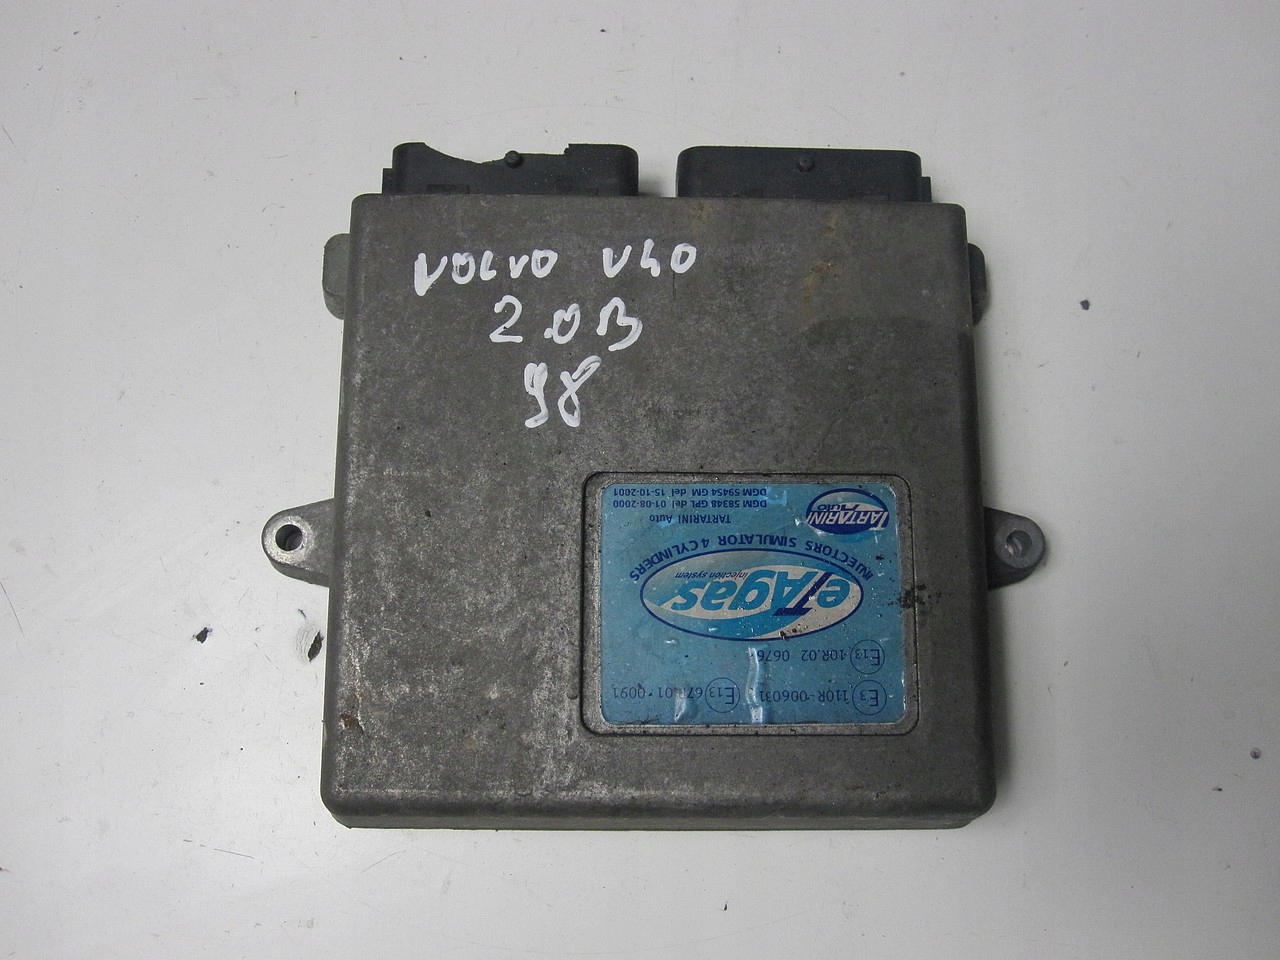 VOLVO V40
2.0B
98
E3 110R-006031 E13 67R.01 0091
E13 10R.02 0676
eTAgas
injection system
INJECTORS SIMULATOR 4 CYLINDERS
TARTARINI Auto
TARTARINI Auto
DGM 58348 GPL del 01-08-2000
DGM 59454 GM del 15-10-2001